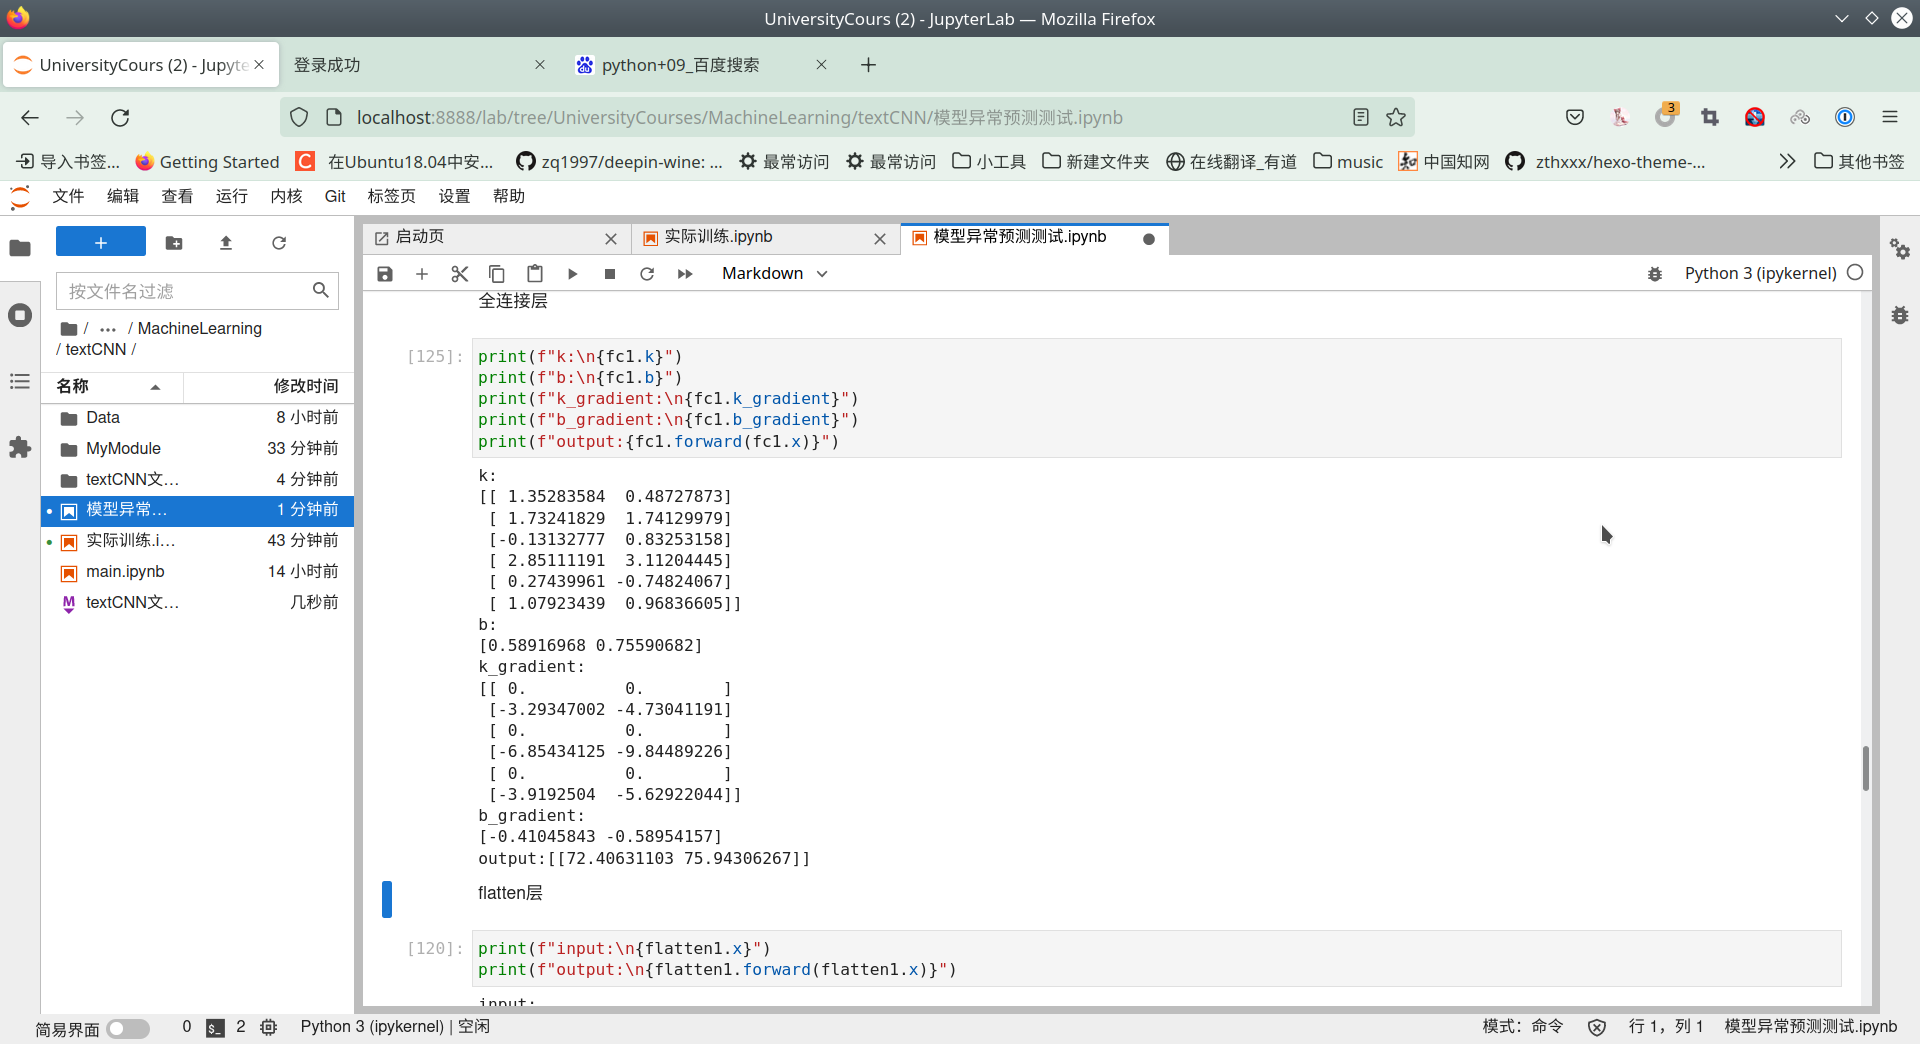 UniversityCours (2) - JupyterLab — Mozilla Firefox
UniversityCours (2) - Jupyte
登录成功
python+09_百度搜索
localhost:8888/lab/tree/UniversityCourses/MachineLearning/textCNN/模型异常预测测试.ipynb
3
导入书签... Getting Started 在Ubuntu18.04中安... zq1997/deepin-wine: ... 最常访问 最常访问 小工具 新建文件夹 在线翻译_有道 music 中国知网 zthxxx/hexo-theme-... 其他书签
文件 编辑 查看 运行 内核 Git 标签页 设置 帮助
启动页
实际训练.ipynb
模型异常预测测试.ipynb
Markdown
Python 3 (ipykernel)
按文件名过滤
/ ... / MachineLearning
/ textCNN /
名称 修改时间
Data 8 小时前
MyModule 33 分钟前
textCNN文... 4 分钟前
模型异常... 1 分钟前
实际训练.i... 43 分钟前
main.ipynb 14 小时前
textCNN文... 几秒前
全连接层
[125]:
print(f"k:\n{fc1.k}")
print(f"b:\n{fc1.b}")
print(f"k_gradient:\n{fc1.k_gradient}")
print(f"b_gradient:\n{fc1.b_gradient}")
print(f"output:{fc1.forward(fc1.x)}")
k:
[[ 1.35283584  0.48727873]
[ 1.73241829  1.74129979]
[-0.13132777  0.83253158]
[ 2.85111191  3.11204445]
[ 0.27439961 -0.74824067]
[ 1.07923439  0.96836605]]
b:
[0.58916968 0.75590682]
k_gradient:
[[ 0.          0.        ]
[-3.29347002 -4.73041191]
[ 0.          0.        ]
[-6.85434125 -9.84489226]
[ 0.          0.        ]
[-3.9192504  -5.62922044]]
b_gradient:
[-0.41045843 -0.58954157]
output:[[72.40631103 75.94306267]]
flatten层
[120]:
print(f"input:\n{flatten1.x}")
print(f"output:\n{flatten1.forward(flatten1.x)}")
input:
简易界面 0 $_ 2 Python 3 (ipykernel) | 空闲
模式: 命令 行 1, 列 1 模型异常预测测试.ipynb